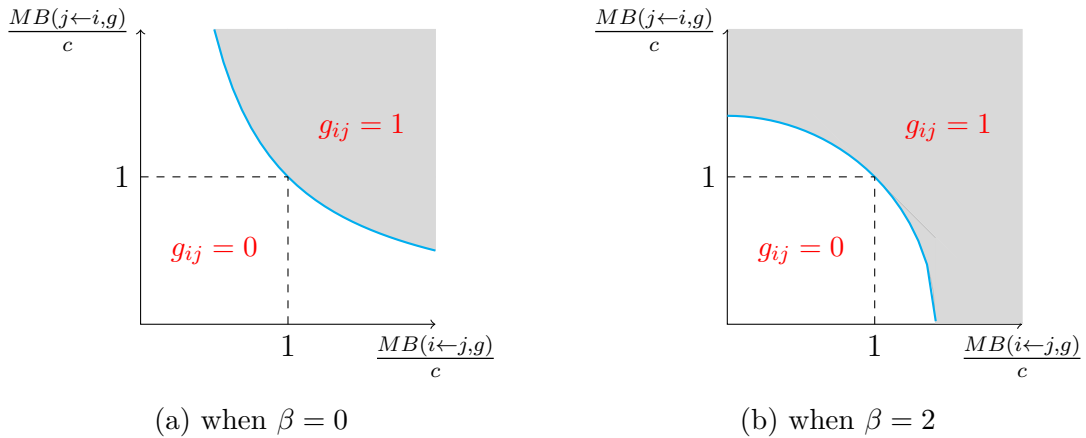 MB(j←i,g)
c
1
g_{ij} = 1
g_{ij} = 0
1
MB(i←j,g)
c
(a) when β = 0
MB(j←i,g)
c
1
g_{ij} = 1
g_{ij} = 0
1
MB(i←j,g)
c
(b) when β = 2